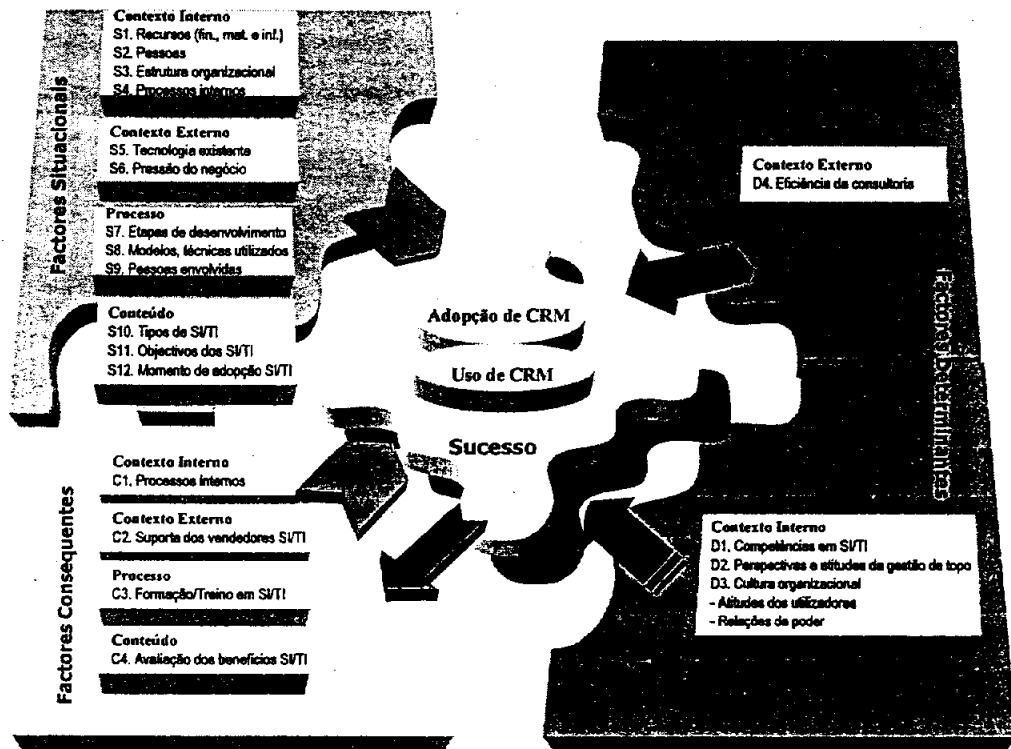 Factores Situacionais
Contexto Interno
S1. Recursos (fin., mat. e inf.)
S2. Pessoas
S3. Estrutura organizacional
S4. Processos internos
Contexto Externo
S5. Tecnologia existente
S6. Pressão do negócio
Processo
S7. Etapas de desenvolvimento
S8. Modelos, técnicas utilizados
S9. Pessoas envolvidas
Conteúdo
S10. Tipos de SI/TI
S11. Objectivos dos SI/TI
S12. Momento de adopção SI/TI
Factores Consequentes
Contexto Interno
C1. Processos internos
Contexto Externo
C2. Suporte dos vendedores SI/TI
Processo
C3. Formação/Treino em SI/TI
Conteúdo
C4. Avaliação dos benefícios SI/TI
Adopção de CRM
Uso de CRM
Sucesso
Factores Determinantes
Contexto Externo
D4. Eficiência da consultoria
Contexto Interno
D1. Competências em SI/TI
D2. Perspectivas e atitudes da gestão de topo
D3. Cultura organizacional
- Atitudes dos utilizadores
- Relações de poder